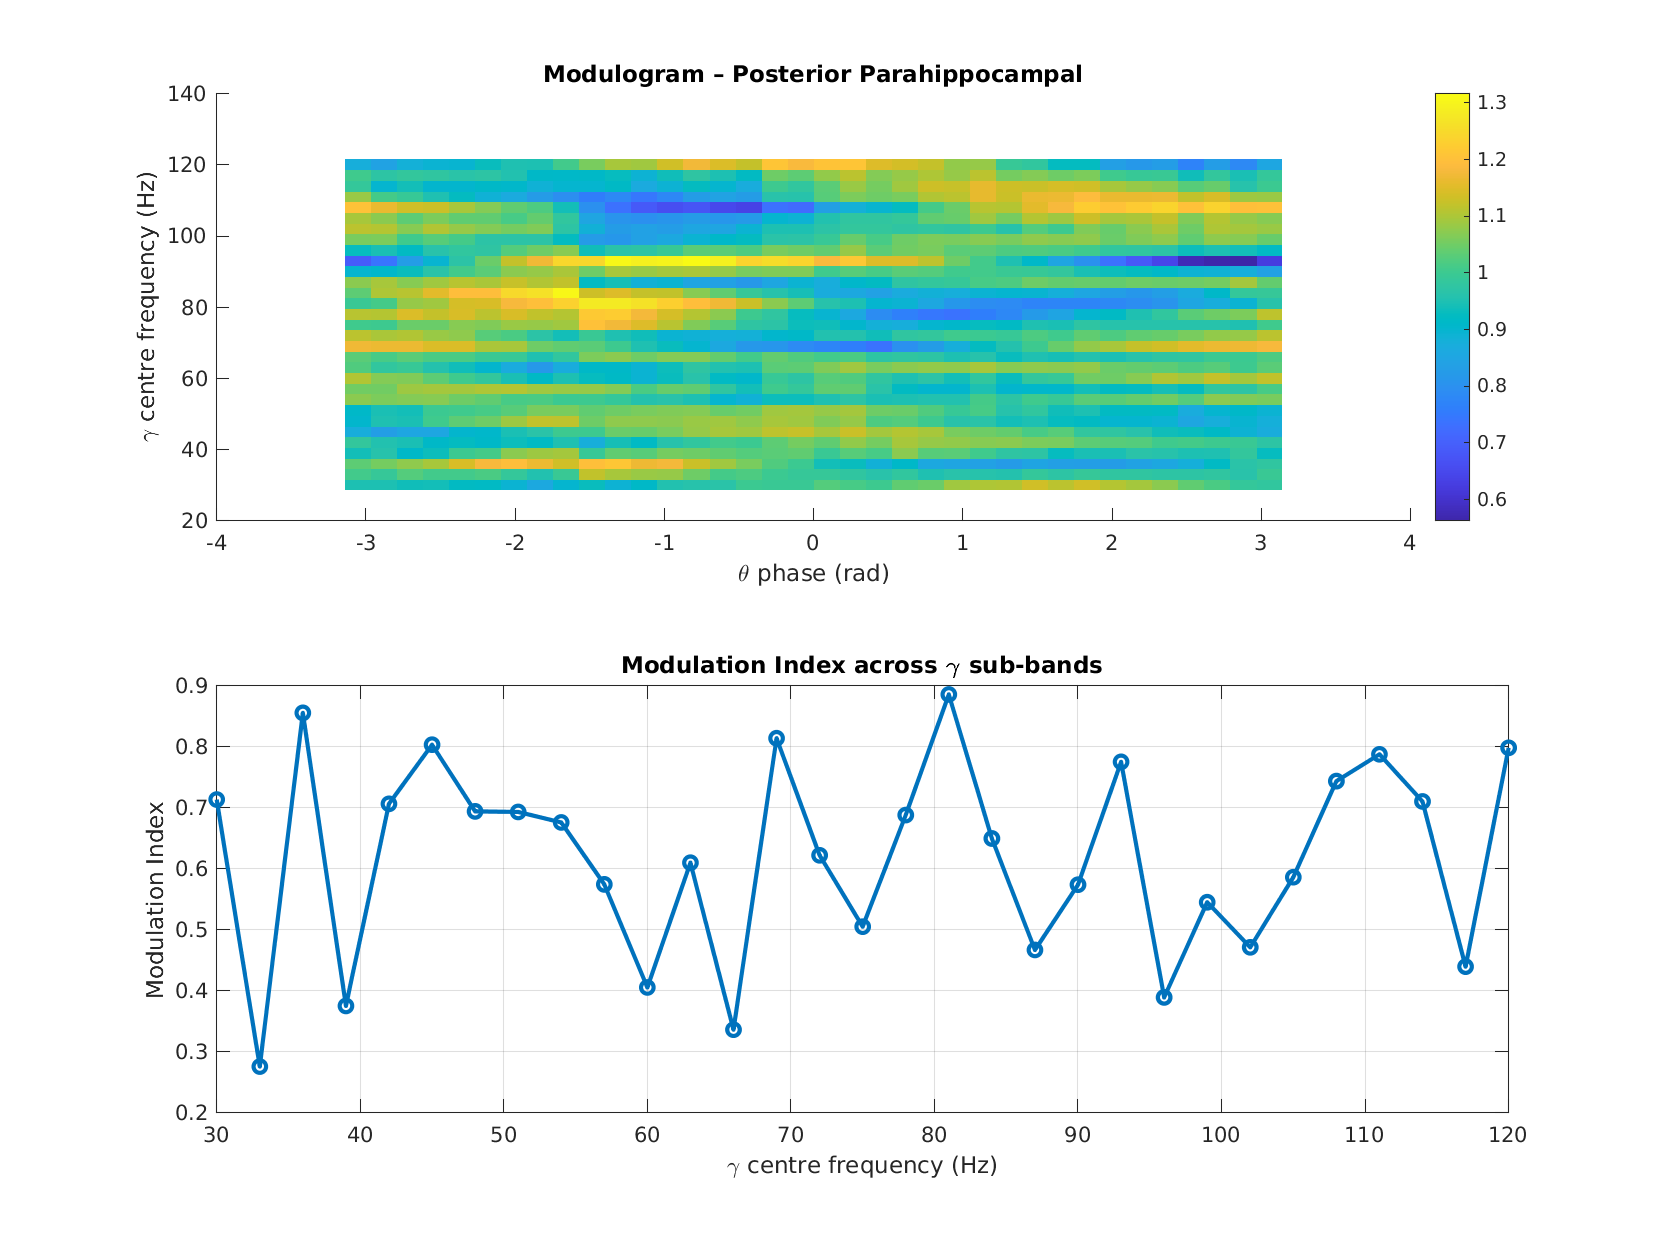 Modulogram – Posterior Parahippocampal
γ centre frequency (Hz)
140
120
100
80
60
40
20
-4 -3 -2 -1 0 1 2 3 4
θ phase (rad)
1.3
1.2
1.1
1
0.9
0.8
0.7
0.6
Modulation Index across γ sub-bands
Modulation Index
0.9
0.8
0.7
0.6
0.5
0.4
0.3
0.2
30 40 50 60 70 80 90 100 110 120
γ centre frequency (Hz)